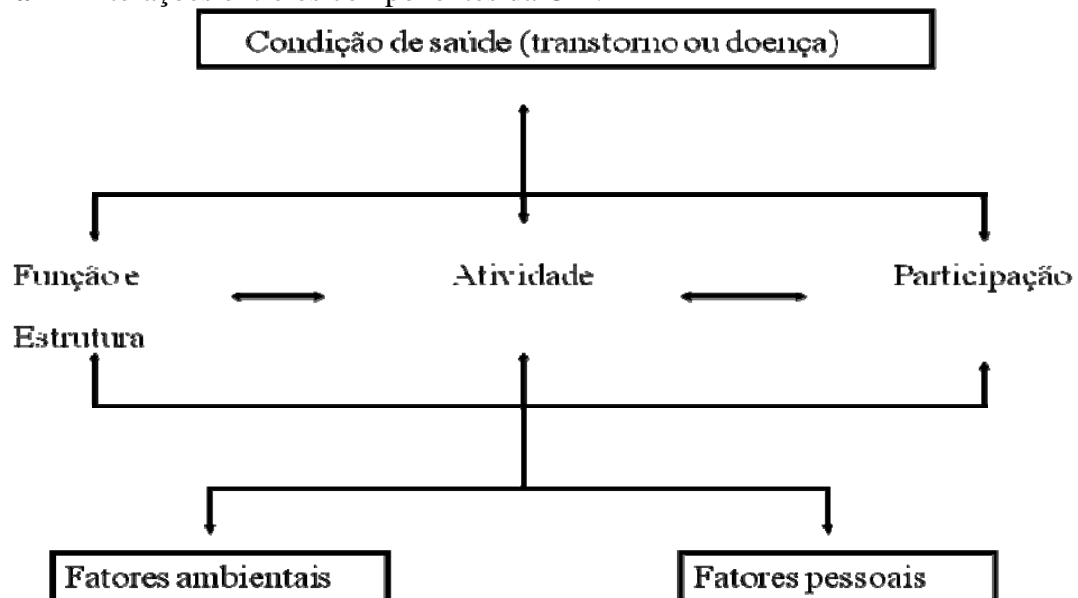 Condição de saúde (transtorno ou doença)
Função e
Atividade
Participação
Estrutura
Fatores ambientais
Fatores pessoais